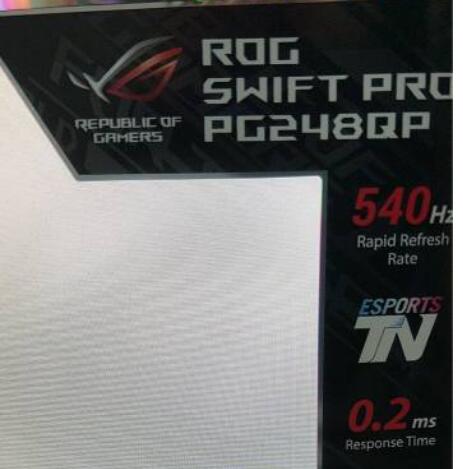 ROG
SWIFT PRO
PG248QP
REPUBLIC OF
GAMERS
540Hz
Rapid Refresh
Rate
ESPORTS
TN
0.2 ms
Response Time